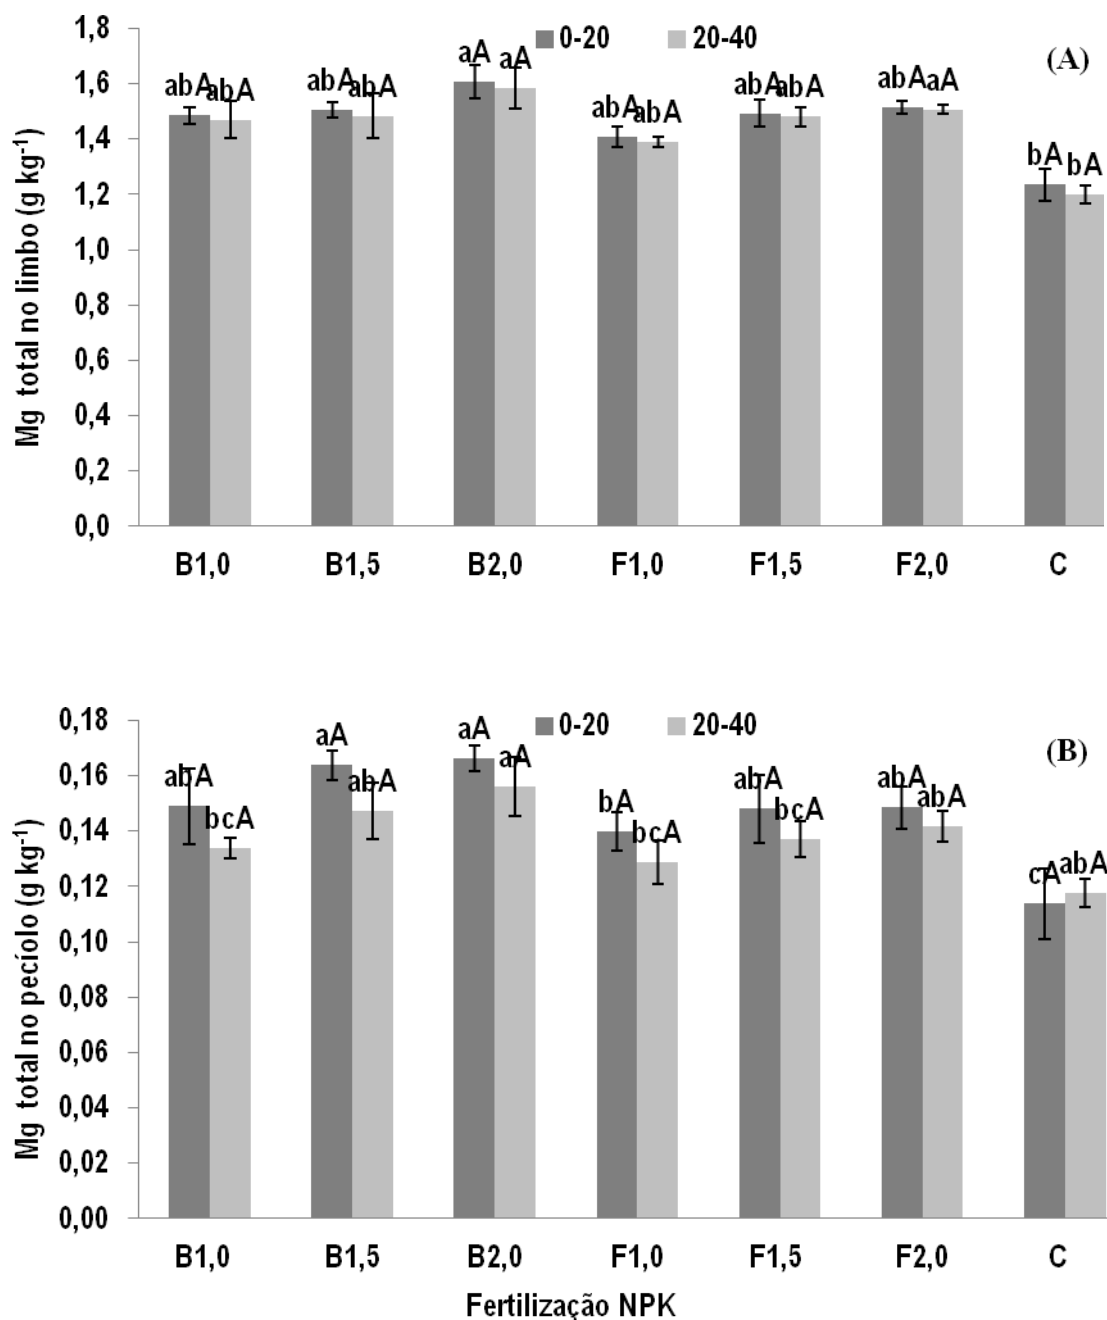 1,8
0-20 20-40
(A)
aA aA
abA abA
abA abA
abA abA
abA abA
abA aA
bA bA
1,6
1,4
1,2
1,0
0,8
0,6
0,4
0,2
0,0
Mg total no limbo (g kg⁻¹)
B1,0 B1,5 B2,0 F1,0 F1,5 F2,0 C
0,18
0-20 20-40
(B)
abA bcA
aA abA
aA aA
bA bcA
abA bcA
abA abA
cA abA
0,16
0,14
0,12
0,10
0,08
0,06
0,04
0,02
0,00
Mg total no pecíolo (g kg⁻¹)
B1,0 B1,5 B2,0 F1,0 F1,5 F2,0 C
Fertilização NPK